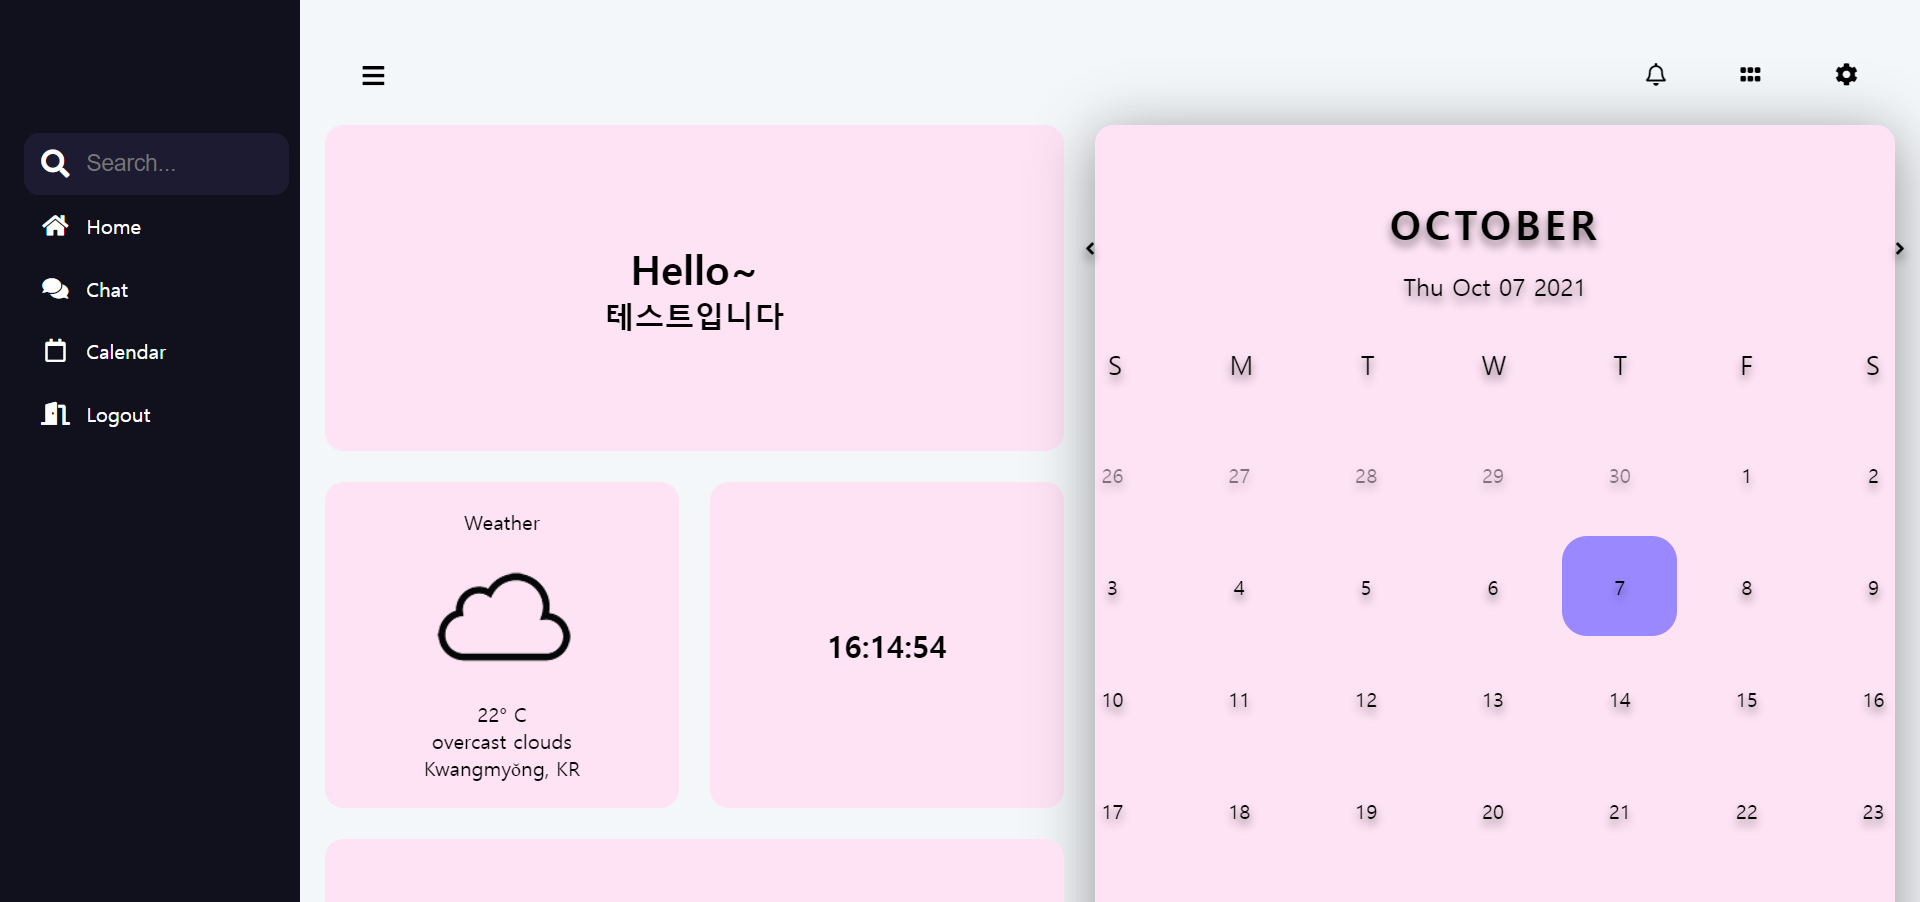 Search...
Home
Chat
Calendar
Logout
Hello~
테스트입니다
Weather
22° C
overcast clouds
Kwangmyŏng, KR
16:14:54
OCTOBER
Thu Oct 07 2021
S M T W T F S
26 27 28 29 30 1 2
3 4 5 6 7 8 9
10 11 12 13 14 15 16
17 18 19 20 21 22 23